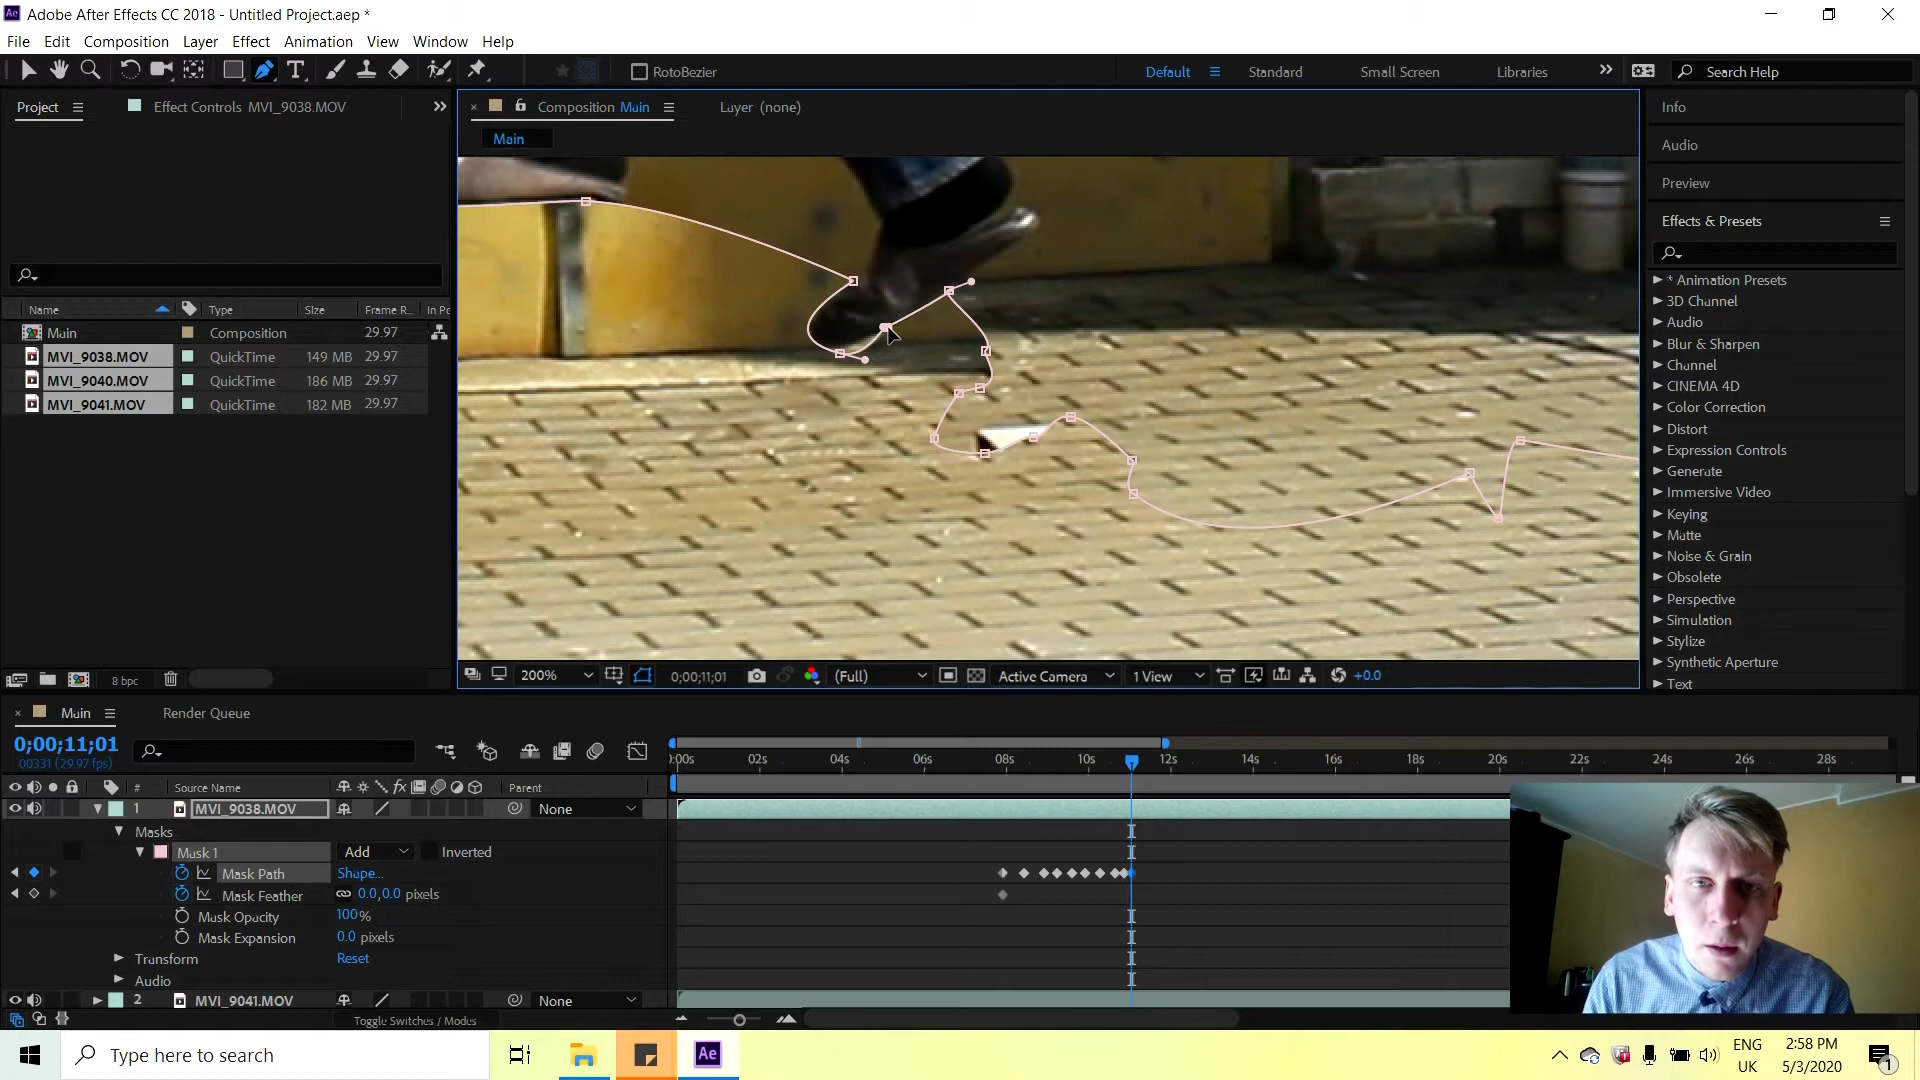 Adobe After Effects CC 2018 - Untitled Project.aep *
File Edit Composition Layer Effect Animation View Window Help
RotoBezier
Default Standard Small Screen Libraries Search Help
Project Effect Controls MVI_9038.MOV
Composition Main Layer (none)
Main
Info
Audio
Preview
Effects & Presets
Name Type Size Frame R... In Po
Main Composition 29.97
MVI_9038.MOV QuickTime 149 MB 29.97
MVI_9040.MOV QuickTime 186 MB 29.97
MVI_9041.MOV QuickTime 182 MB 29.97
* Animation Presets
3D Channel
Audio
Blur & Sharpen
Channel
CINEMA 4D
Color Correction
Distort
Expression Controls
Generate
Immersive Video
Keying
Matte
Noise & Grain
Obsolete
Perspective
Simulation
Stylize
Synthetic Aperture
Text
8 bpc
200% 0;00;11;01 (Full) Active Camera 1 View +0.0
Main Render Queue
0;00;11;01
00331 (29.97 fps)
):00s 02s 04s 06s 08s 10s 12s 14s 16s 18s 20s 22s 24s 26s 28s
# Source Name Parent
1 MVI_9038.MOV None
Masks
Mask 1 Add Inverted
Mask Path Shape...
Mask Feather 0.0,0.0 pixels
Mask Opacity 100%
Mask Expansion 0.0 pixels
Transform Reset
Audio
2 MVI_9041.MOV None
Toggle Switches / Modes
Type here to search
ENG
UK
2:58 PM
5/3/2020
1